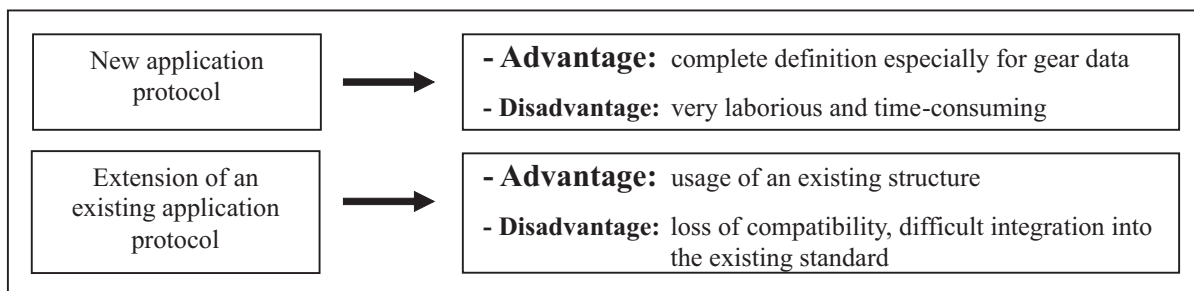 New application
protocol
- Advantage: complete definition especially for gear data
- Disadvantage: very laborious and time-consuming
Extension of an
existing application
protocol
- Advantage: usage of an existing structure
- Disadvantage: loss of compatibility, difficult integration into
the existing standard